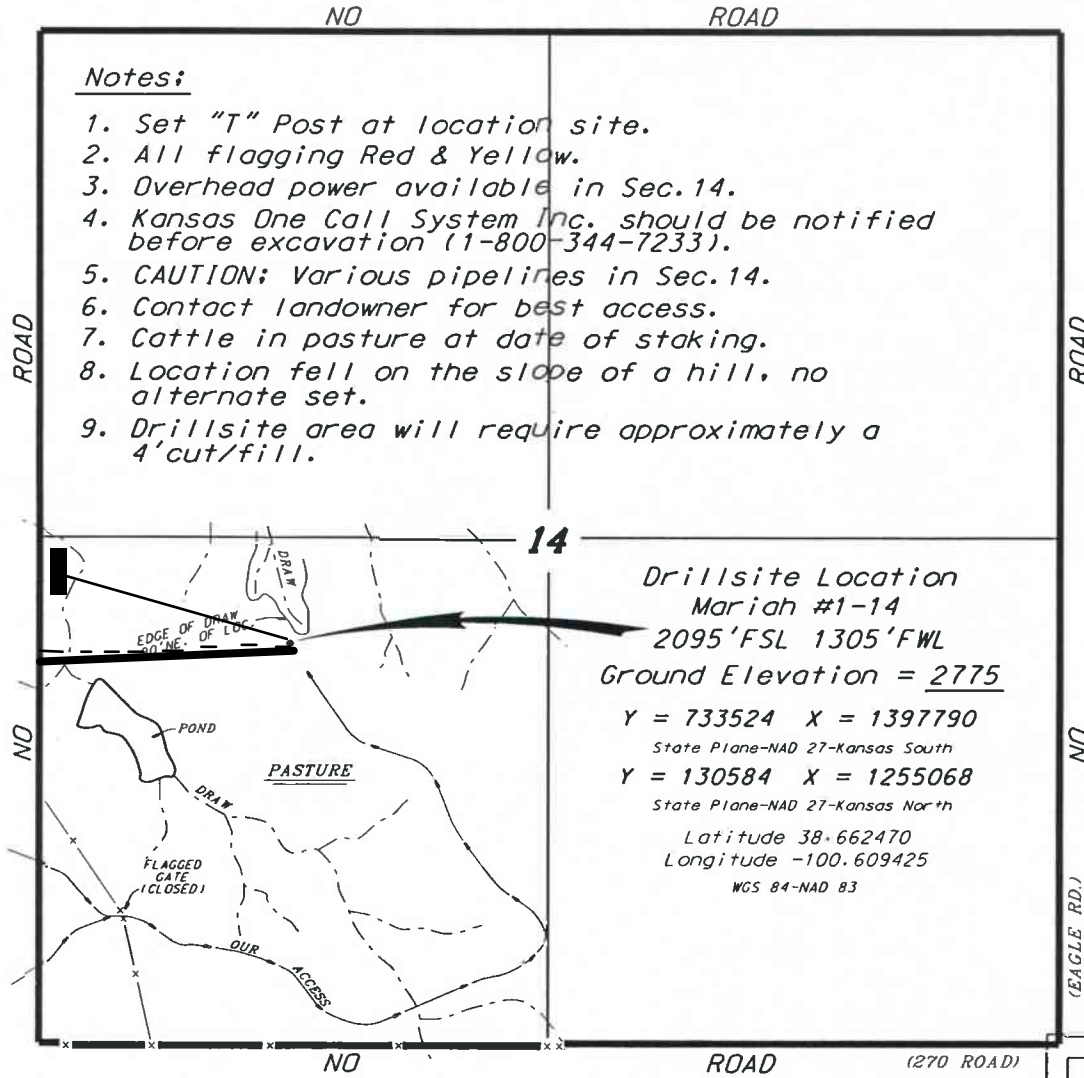 NO ROAD
Notes:
1. Set "T" Post at location site.
2. All flagging Red & Yellow.
3. Overhead power available in Sec.14.
4. Kansas One Call System Inc. should be notified
before excavation (1-800-344-7233).
5. CAUTION: Various pipelines in Sec.14.
6. Contact landowner for best access.
7. Cattle in pasture at date of staking.
8. Location fell on the slope of a hill, no
alternate set.
9. Drillsite area will require approximately a
4' cut/fill.
ROAD
NO
ROAD
NO
(EAGLE RD.)
14
DRAW
EDGE OF DRAW
NE. OF LOC.
POND
PASTURE
DRAW
FLAGGED
GATE
(CLOSED)
OUR ACCESS
Drillsite Location
Mariah #1-14
2095'FSL 1305'FWL
Ground Elevation = 2775
Y = 733524 X = 1397790
State Plane-NAD 27-Kansas South
Y = 130584 X = 1255068
State Plane-NAD 27-Kansas North
Latitude 38.662470
Longitude -100.609425
WGS 84-NAD 83
NO ROAD (270 ROAD)